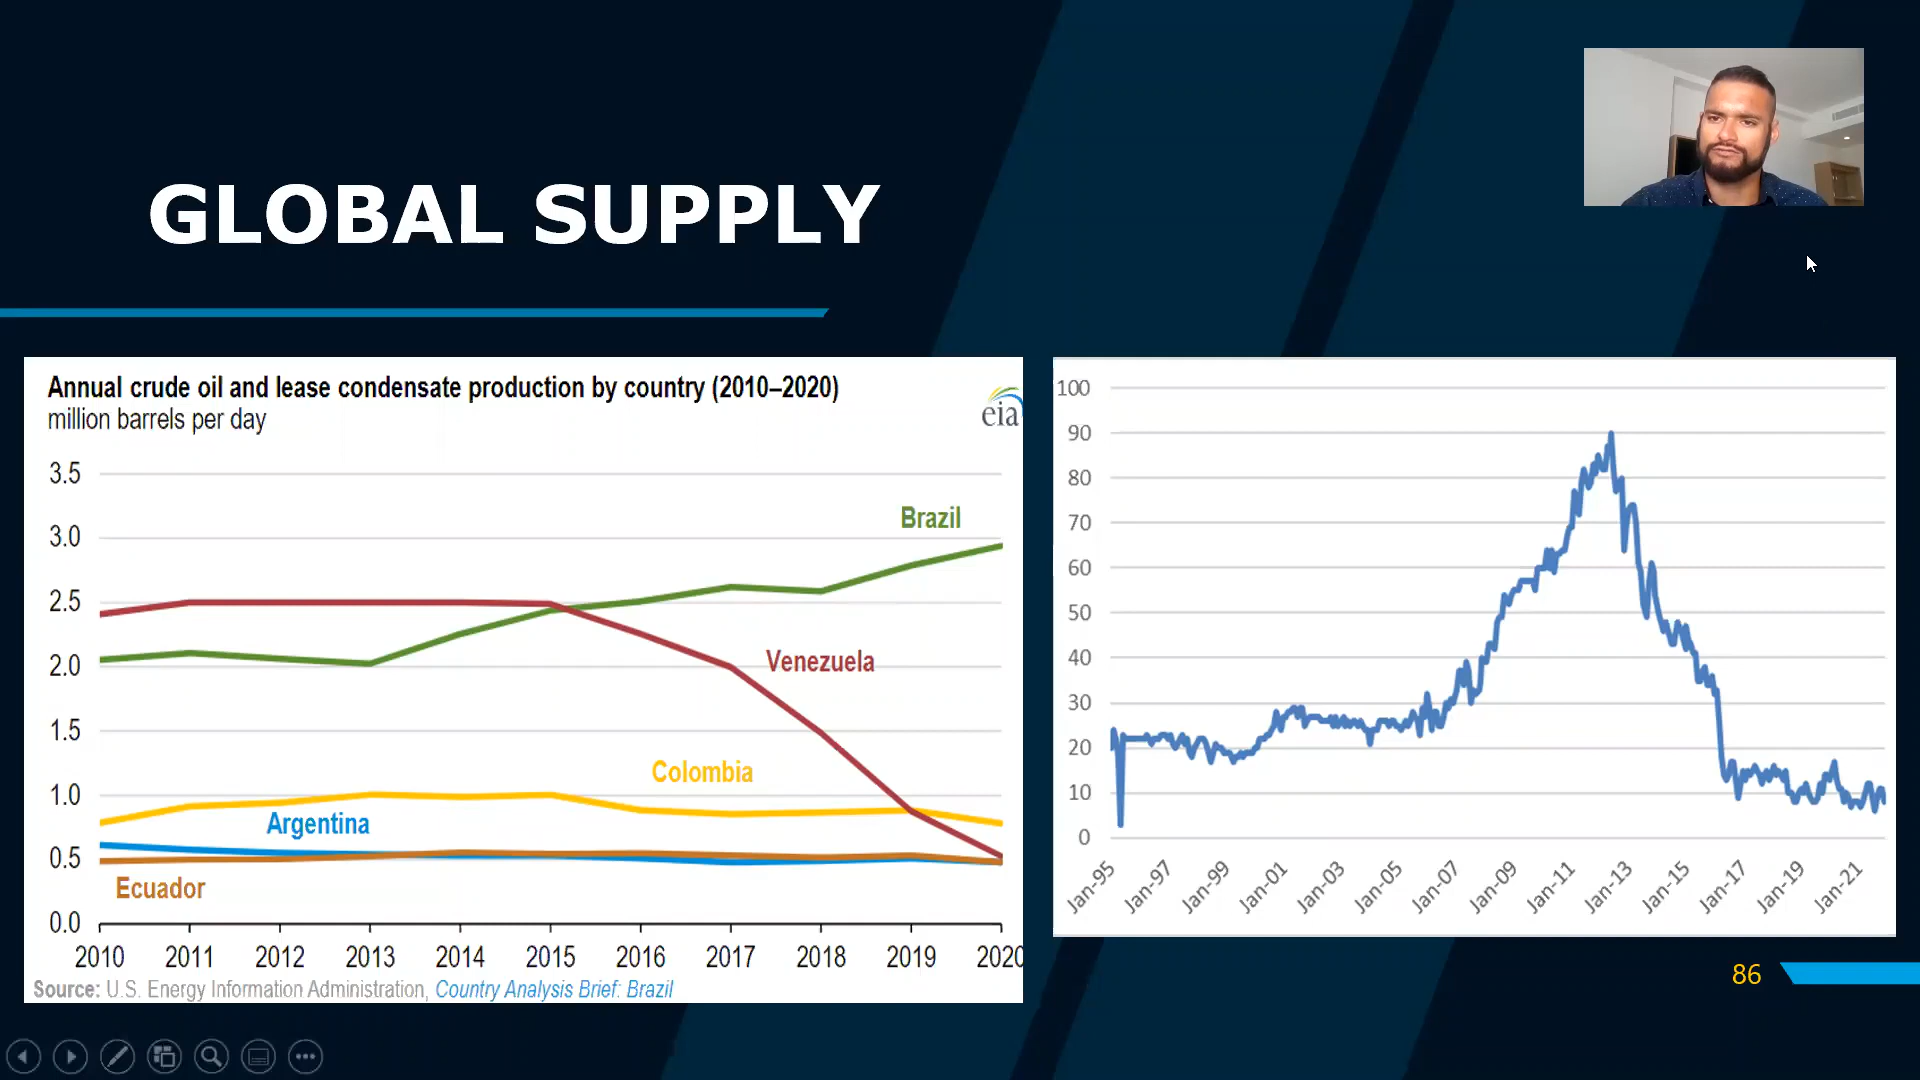 GLOBAL SUPPLY
Annual crude oil and lease condensate production by country (2010–2020)
million barrels per day
eia
3.5
3.0
2.5
2.0
1.5
1.0
0.5
0.0
Brazil
Venezuela
Colombia
Argentina
Ecuador
2010 2011 2012 2013 2014 2015 2016 2017 2018 2019 2020
Source: U.S. Energy Information Administration, Country Analysis Brief: Brazil
100
90
80
70
60
50
40
30
20
10
0
Jan-95 Jan-97 Jan-99 Jan-01 Jan-03 Jan-05 Jan-07 Jan-09 Jan-11 Jan-13 Jan-15 Jan-17 Jan-19 Jan-21
86